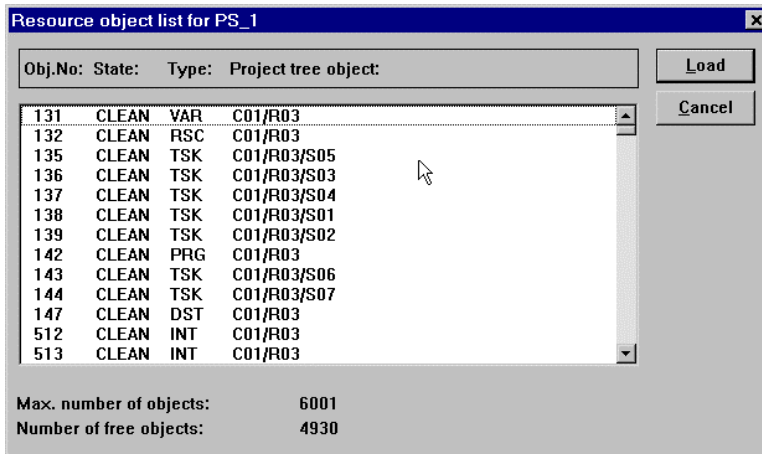 Resource object list for PS_1
Obj.No: State: Type: Project tree object:
Load
Cancel
131 CLEAN VAR C01/R03
132 CLEAN RSC C01/R03
135 CLEAN TSK C01/R03/S05
136 CLEAN TSK C01/R03/S03
137 CLEAN TSK C01/R03/S04
138 CLEAN TSK C01/R03/S01
139 CLEAN TSK C01/R03/S02
142 CLEAN PRG C01/R03
143 CLEAN TSK C01/R03/S06
144 CLEAN TSK C01/R03/S07
147 CLEAN DST C01/R03
512 CLEAN INT C01/R03
513 CLEAN INT C01/R03
Max. number of objects: 6001
Number of free objects: 4930